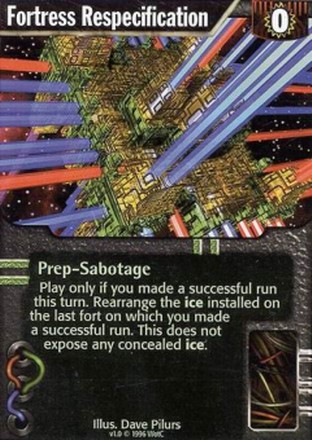 Fortress Respecification
0
Prep-Sabotage
Play only if you made a successful run
this turn. Rearrange the ice installed on
the last fort on which you made
a successful run. This does not
expose any concealed ice.
Illus. Dave Pilurs
v1.0 © 1996 WotC